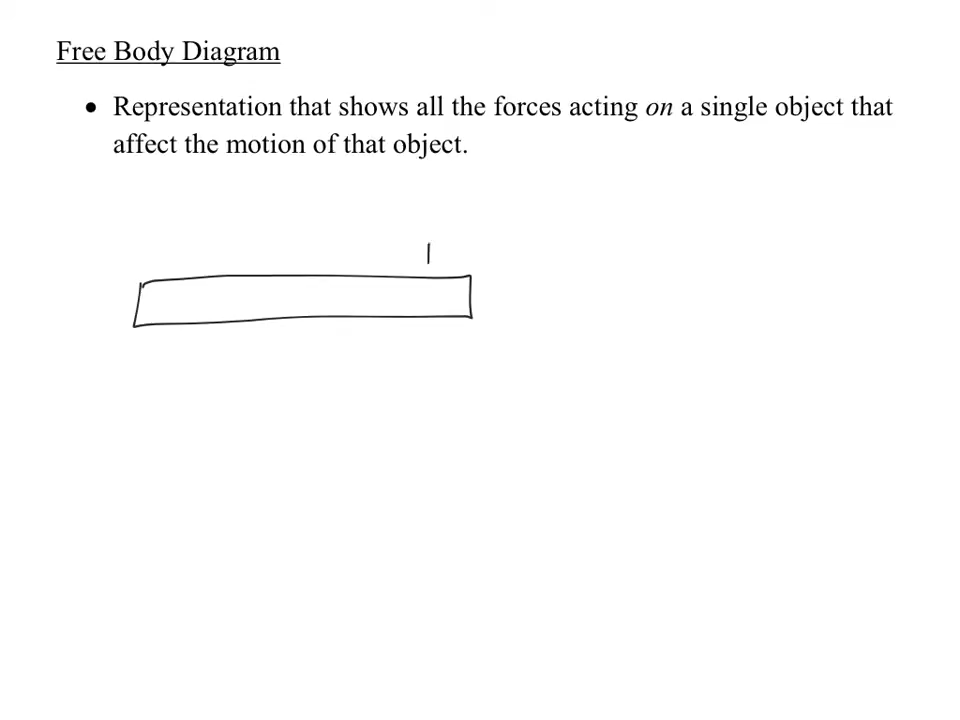 Free Body Diagram
• Representation that shows all the forces acting on a single object that
affect the motion of that object.